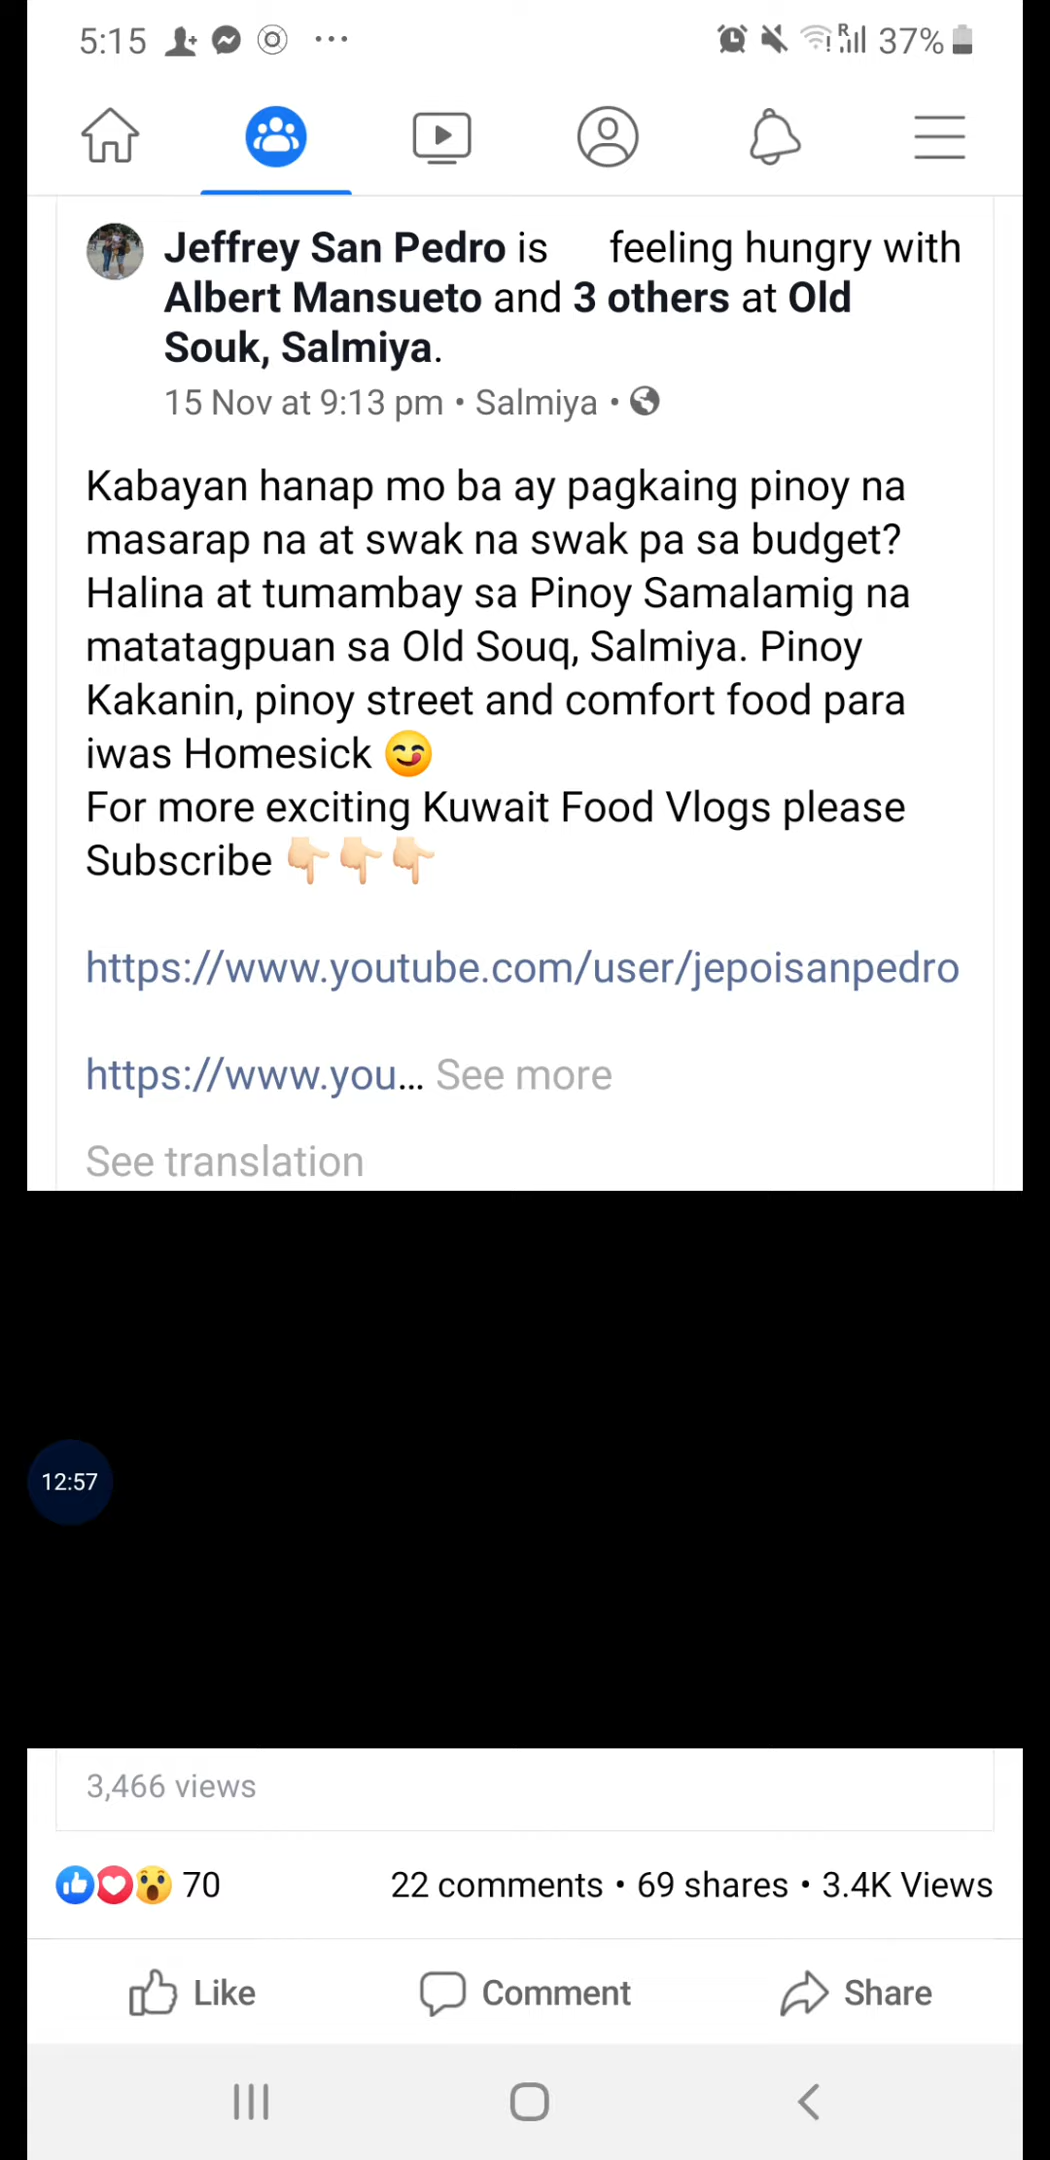 5:15
37%
Jeffrey San Pedro is feeling hungry with
Albert Mansueto and 3 others at Old
Souk, Salmiya.
15 Nov at 9:13 pm • Salmiya •
Kabayan hanap mo ba ay pagkaing pinoy na
masarap na at swak na swak pa sa budget?
Halina at tumambay sa Pinoy Samalamig na
matatagpuan sa Old Souq, Salmiya. Pinoy
Kakanin, pinoy street and comfort food para
iwas Homesick 😋
For more exciting Kuwait Food Vlogs please
Subscribe 👇🏻👇🏻👇🏻
https://www.youtube.com/user/jepoisanpedro
https://www.you... See more
See translation
12:57
3,466 views
70
22 comments • 69 shares • 3.4K Views
Like
Comment
Share